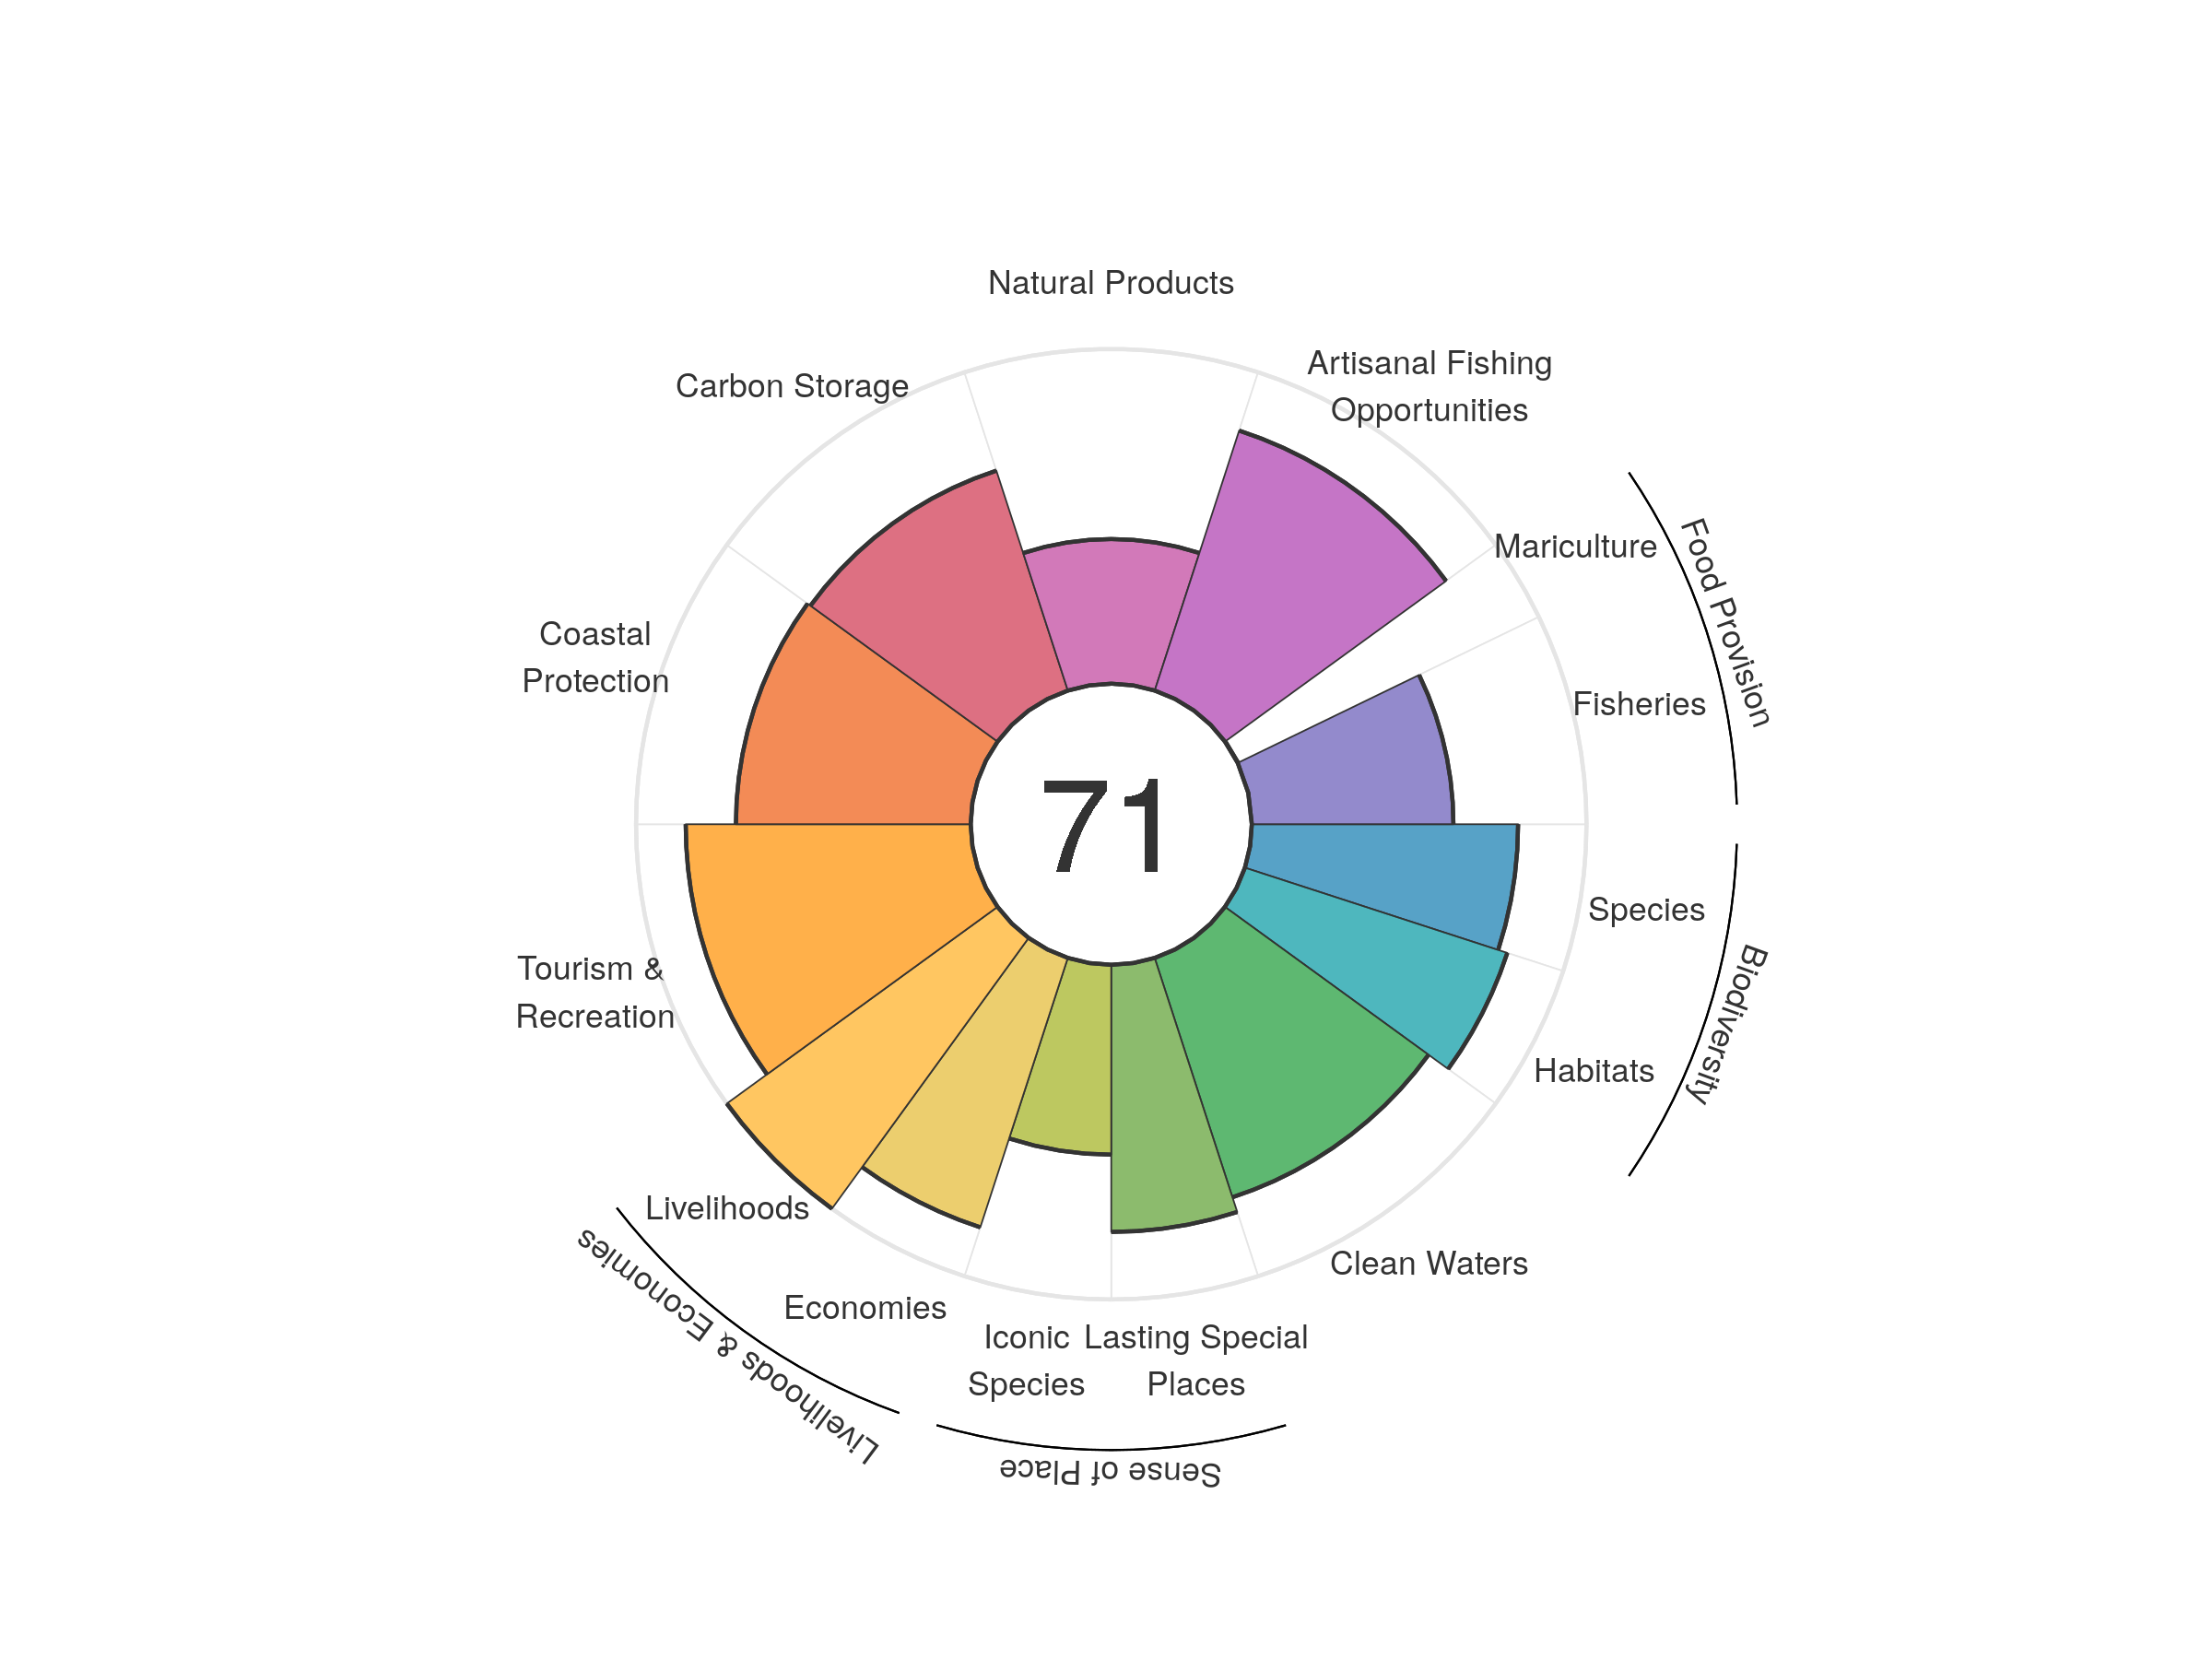 Natural Products
Artisanal Fishing
Opportunities
Carbon Storage
Mariculture
Food Provision
Coastal
Protection
Fisheries
71
Species
Biodiversity
Tourism &
Recreation
Habitats
Livelihoods
Livelihoods & Economies
Clean Waters
Economies
Iconic
Species
Lasting Special
Places
Sense of Place